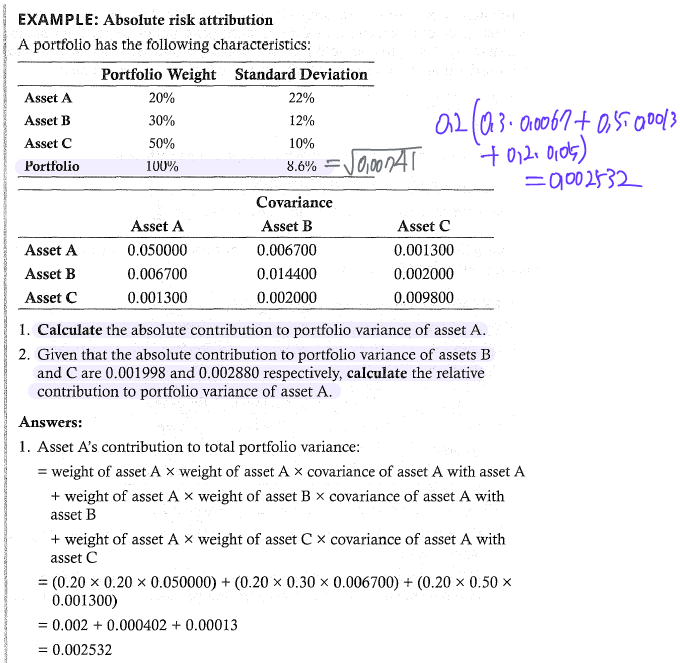 EXAMPLE: Absolute risk attribution
A portfolio has the following characteristics:
Portfolio Weight Standard Deviation
Asset A 20% 22%
Asset B 30% 12%
Asset C 50% 10%
Portfolio 100% 8.6% = √0,00741
0,2(0,3·0,0067+0,5·0,0013
+0,2·0,05)
=0,002532
Covariance
Asset A Asset B Asset C
Asset A 0.050000 0.006700 0.001300
Asset B 0.006700 0.014400 0.002000
Asset C 0.001300 0.002000 0.009800
1. Calculate the absolute contribution to portfolio variance of asset A.
2. Given that the absolute contribution to portfolio variance of assets B
and C are 0.001998 and 0.002880 respectively, calculate the relative
contribution to portfolio variance of asset A.
Answers:
1. Asset A's contribution to total portfolio variance:
= weight of asset A × weight of asset A × covariance of asset A with asset A
+ weight of asset A × weight of asset B × covariance of asset A with
asset B
+ weight of asset A × weight of asset C × covariance of asset A with
asset C
= (0.20 × 0.20 × 0.050000) + (0.20 × 0.30 × 0.006700) + (0.20 × 0.50 ×
0.001300)
= 0.002 + 0.000402 + 0.00013
= 0.002532